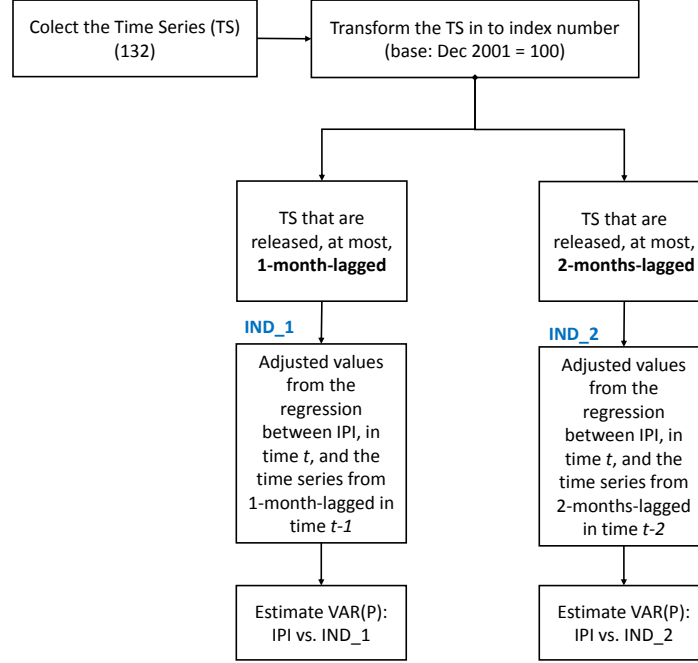 Colect the Time Series (TS)
(132)
Transform the TS in to index number
(base: Dec 2001 = 100)
TS that are
released, at most,
1-month-lagged
TS that are
released, at most,
2-months-lagged
IND_1
IND_2
Adjusted values
from the
regression
between IPI, in
time t, and the
time series from
1-month-lagged in
time t-1
Adjusted values
from the
regression
between IPI, in
time t, and the
time series from
2-months-lagged
in time t-2
Estimate VAR(P):
IPI vs. IND_1
Estimate VAR(P):
IPI vs. IND_2